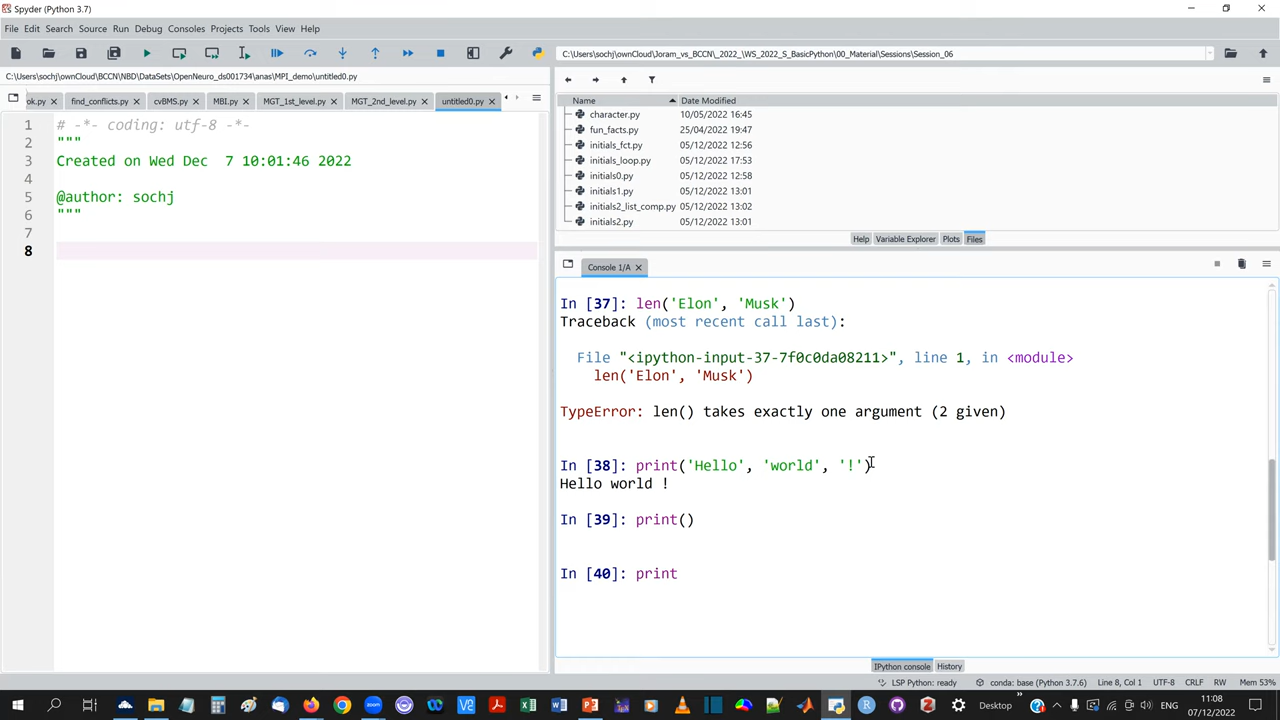 Spyder (Python 3.7)
File Edit Search Source Run Debug Consoles Projects Tools View Help
C:\Users\sochj\ownCloud\Joram_vs_BCCN\_2022_\WS_2022_S_BasicPython\00_Material\Sessions\Session_06
C:\Users\sochj\ownCloud\BCCN\NBD\DataSets\OpenNeuro_ds001734\anas\MPI_demo\untitled0.py
ok.py find_conflicts.py cvBMS.py MBI.py MGT_1st_level.py MGT_2nd_level.py untitled0.py
1 # -*- coding: utf-8 -*-
2 """
3 Created on Wed Dec  7 10:01:46 2022
4
5 @author: sochj
6 """
7
8
Name Date Modified
character.py 10/05/2022 16:45
fun_facts.py 25/04/2022 19:47
initials_fct.py 05/12/2022 12:56
initials_loop.py 05/12/2022 17:53
initials0.py 05/12/2022 12:58
initials1.py 05/12/2022 13:01
initials2_list_comp.py 05/12/2022 13:02
initials2.py 05/12/2022 13:01
Help Variable Explorer Plots Files
Console 1/A
In [37]: len('Elon', 'Musk')
Traceback (most recent call last):
File "<ipython-input-37-7f0c0da08211>", line 1, in <module>
len('Elon', 'Musk')
TypeError: len() takes exactly one argument (2 given)
In [38]: print('Hello', 'world', '!')
Hello world !
In [39]: print()
In [40]: print
IPython console History
LSP Python: ready conda: base (Python 3.7.6) Line 8, Col 1 UTF-8 CRLF RW Mem 53%
Desktop ENG 11:08
07/12/2022